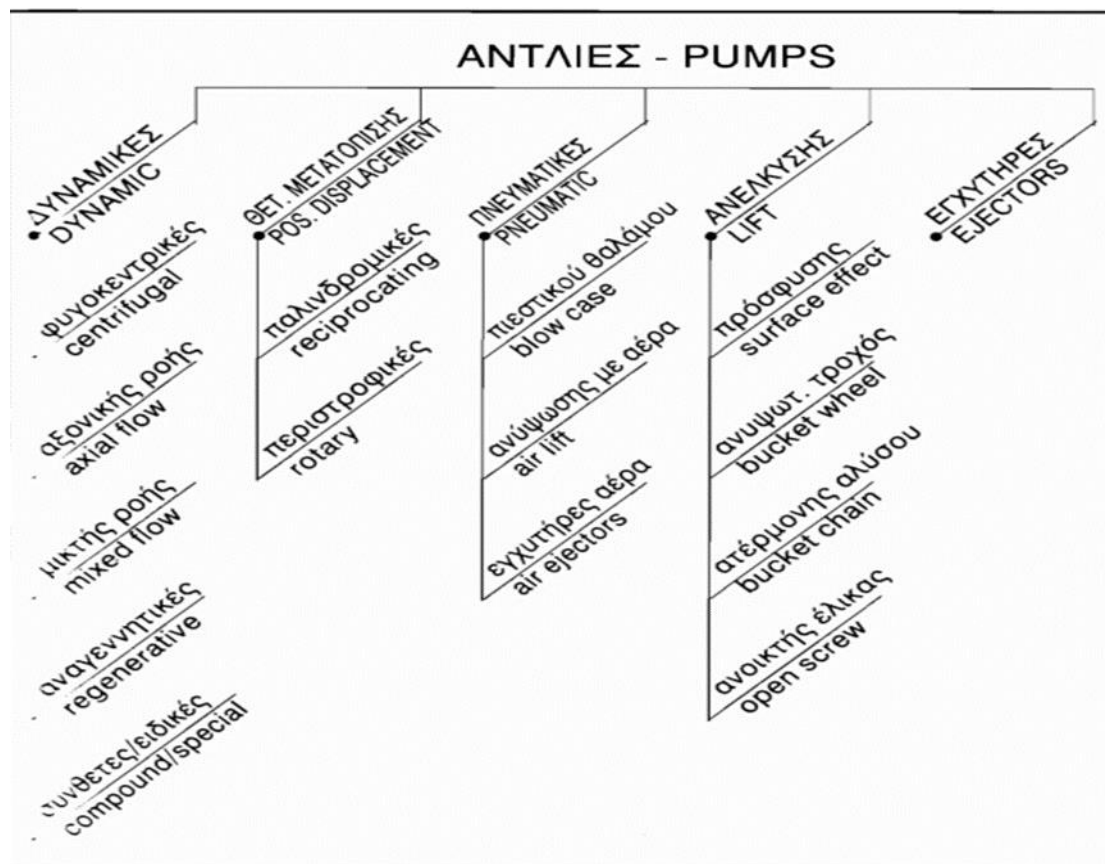 ΑΝΤΛΙΕΣ - PUMPS
ΔΥΝΑΜΙΚΕΣ
DYNAMIC
φυγοκεντρικές
centrifugal
αξονικής ροής
axial flow
μικτής ροής
mixed flow
αναγεννητικές
regenerative
συνθετες/ειδικές
compound/special
ΘΕΤ. ΜΕΤΑΤΟΠΙΣΗΣ
POS. DISPLACEMENT
παλινδρομικές
reciprocating
περιστροφικές
rotary
ΠΝΕΥΜΑΤΙΚΕΣ
PNEUMATIC
πιεστικού θαλάμου
blow case
ανύψωσης με αέρα
air lift
εγχυτήρες αέρα
air ejectors
ΑΝΕΛΚΥΣΗΣ
LIFT
πρόσφυσης
surface effect
ανυψωτ. τροχός
bucket wheel
ατέρμονης αλύσου
bucket chain
ανοικτής έλικας
open screw
ΕΓΧΥΤΗΡΕΣ
EJECTORS